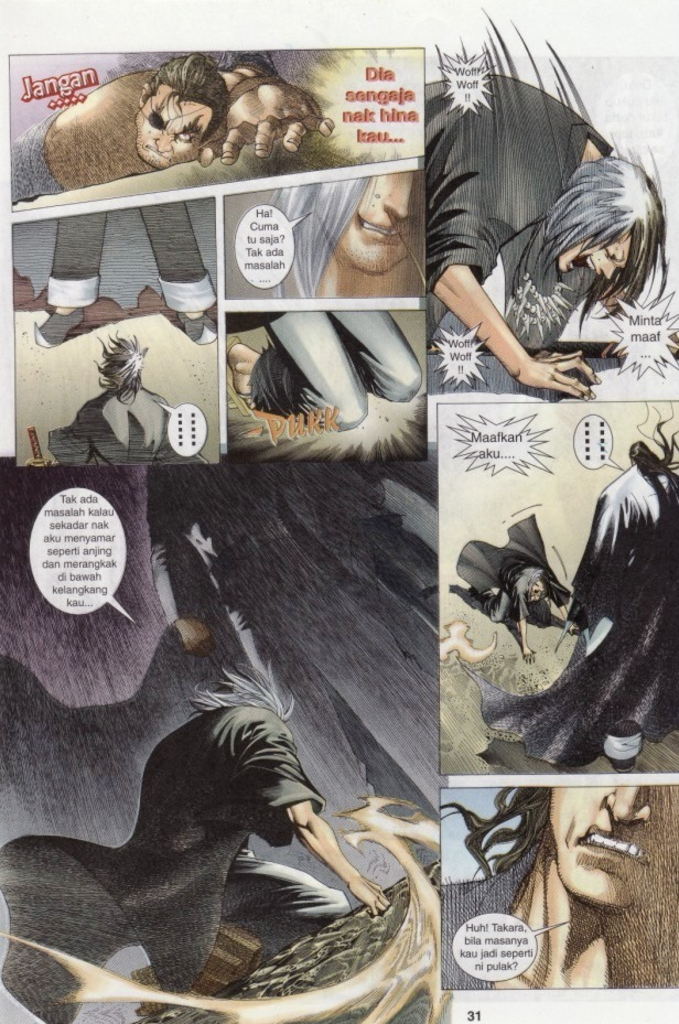 Jangan
.....
Dia
sengaja
nak hina
kau...
Ha!
Cuma
tu saja?
Tak ada
masalah
....
PUKK
Woff!
Woff
!!
Minta
maaf
...
Woff!
Woff
!!
Tak ada
masalah kalau
sekadar nak
aku menyamar
seperti anjing
dan merangkak
di bawah
kelangkang
kau...
Maafkan
aku....
Huh! Takara,
bila masanya
kau jadi seperti
ni pulak?
31